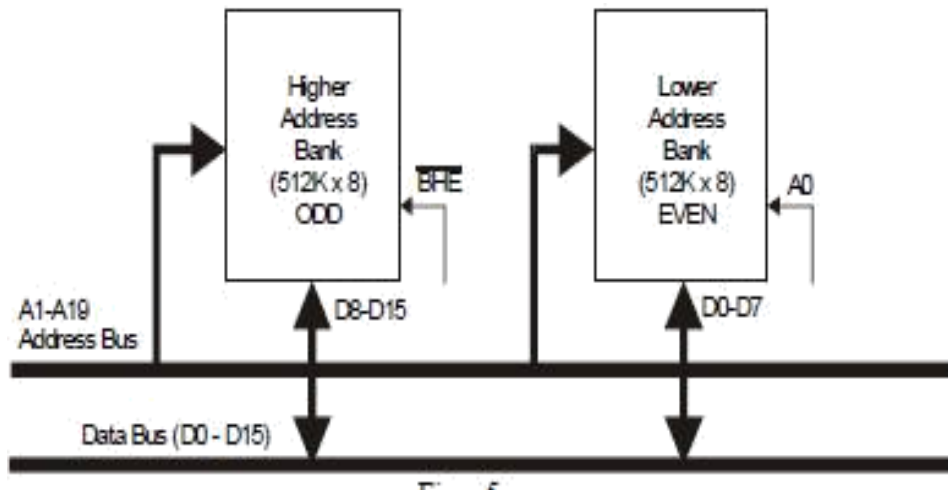 Higher
Address
Bank
(512K x 8)
ODD
BHE
Lower
Address
Bank
(512K x 8)
EVEN
A0
A1-A19
Address Bus
D8-D15
D0-D7
Data Bus (D0 - D15)